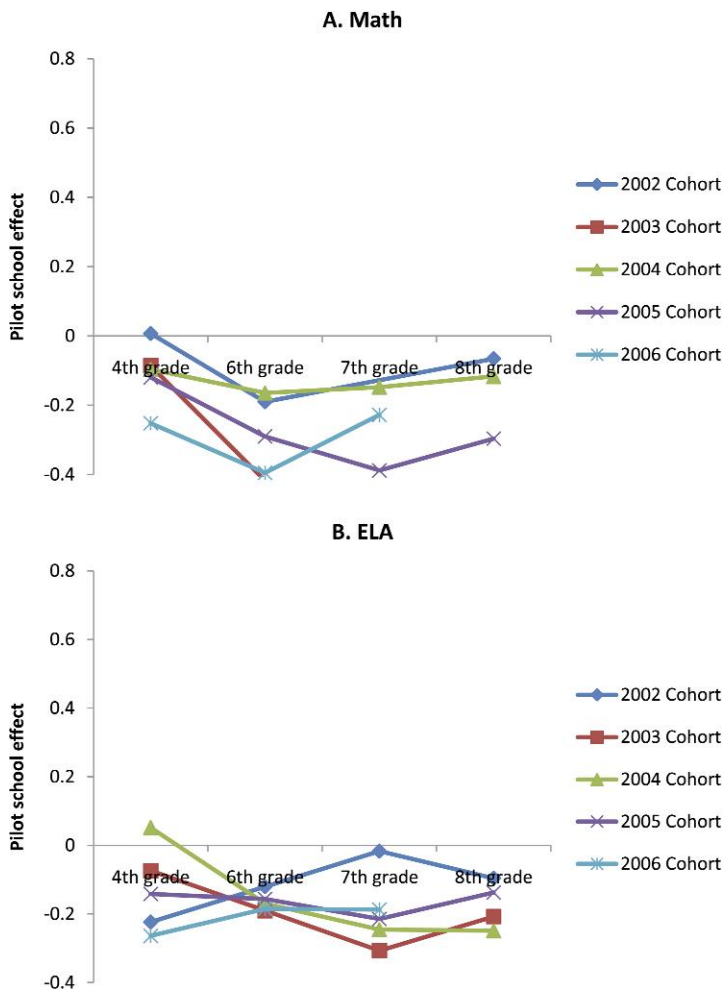 A. Math
0.8
0.6
0.4
0.2
0
-0.2
-0.4
Pilot school effect
4th grade 6th grade 7th grade 8th grade
2002 Cohort
2003 Cohort
2004 Cohort
2005 Cohort
2006 Cohort
B. ELA
0.8
0.6
0.4
0.2
0
-0.2
-0.4
Pilot school effect
4th grade 6th grade 7th grade 8th grade
2002 Cohort
2003 Cohort
2004 Cohort
2005 Cohort
2006 Cohort